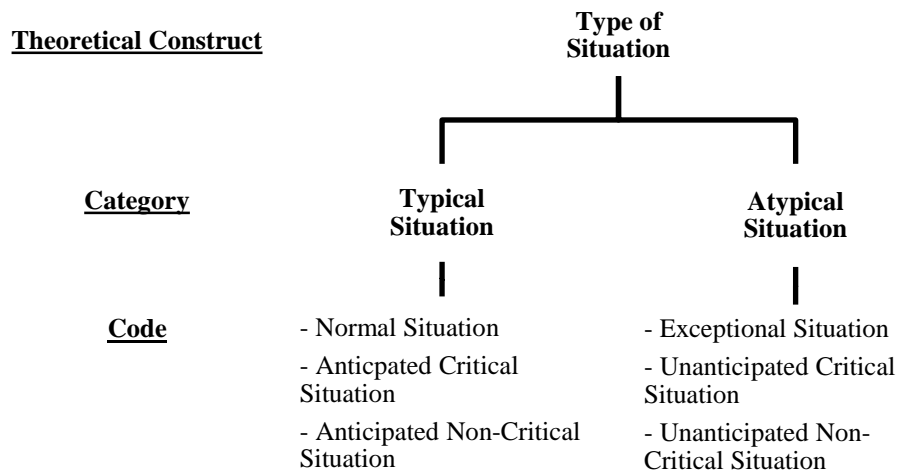 Theoretical Construct
Type of
Situation
Category
Typical
Situation
Atypical
Situation
Code
- Normal Situation
- Anticpated Critical
Situation
- Anticipated Non-Critical
Situation
- Exceptional Situation
- Unanticipated Critical
Situation
- Unanticipated Non-
Critical Situation